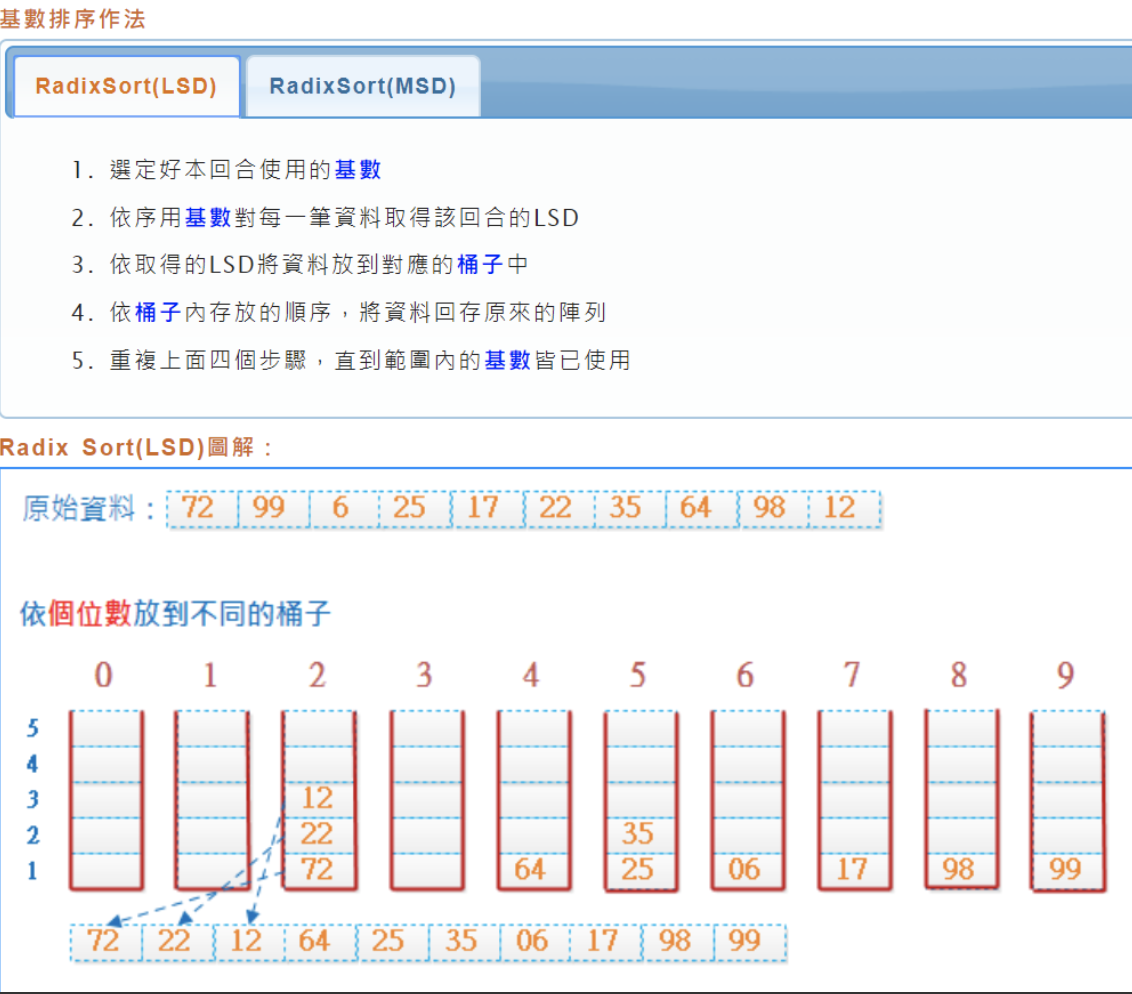 基數排序作法
RadixSort(LSD) RadixSort(MSD)
1. 選定好本回合使用的基數
2. 依序用基數對每一筆資料取得該回合的LSD
3. 依取得的LSD將資料放到對應的桶子中
4. 依桶子內存放的順序，將資料回存原來的陣列
5. 重複上面四個步驟，直到範圍內的基數皆已使用
Radix Sort(LSD)圖解：
原始資料： 72 99 6 25 17 22 35 64 98 12
依個位數放到不同的桶子
0 1 2 3 4 5 6 7 8 9
5
4
3 12
2 22 35
1 72 64 25 06 17 98 99
72 22 12 64 25 35 06 17 98 99